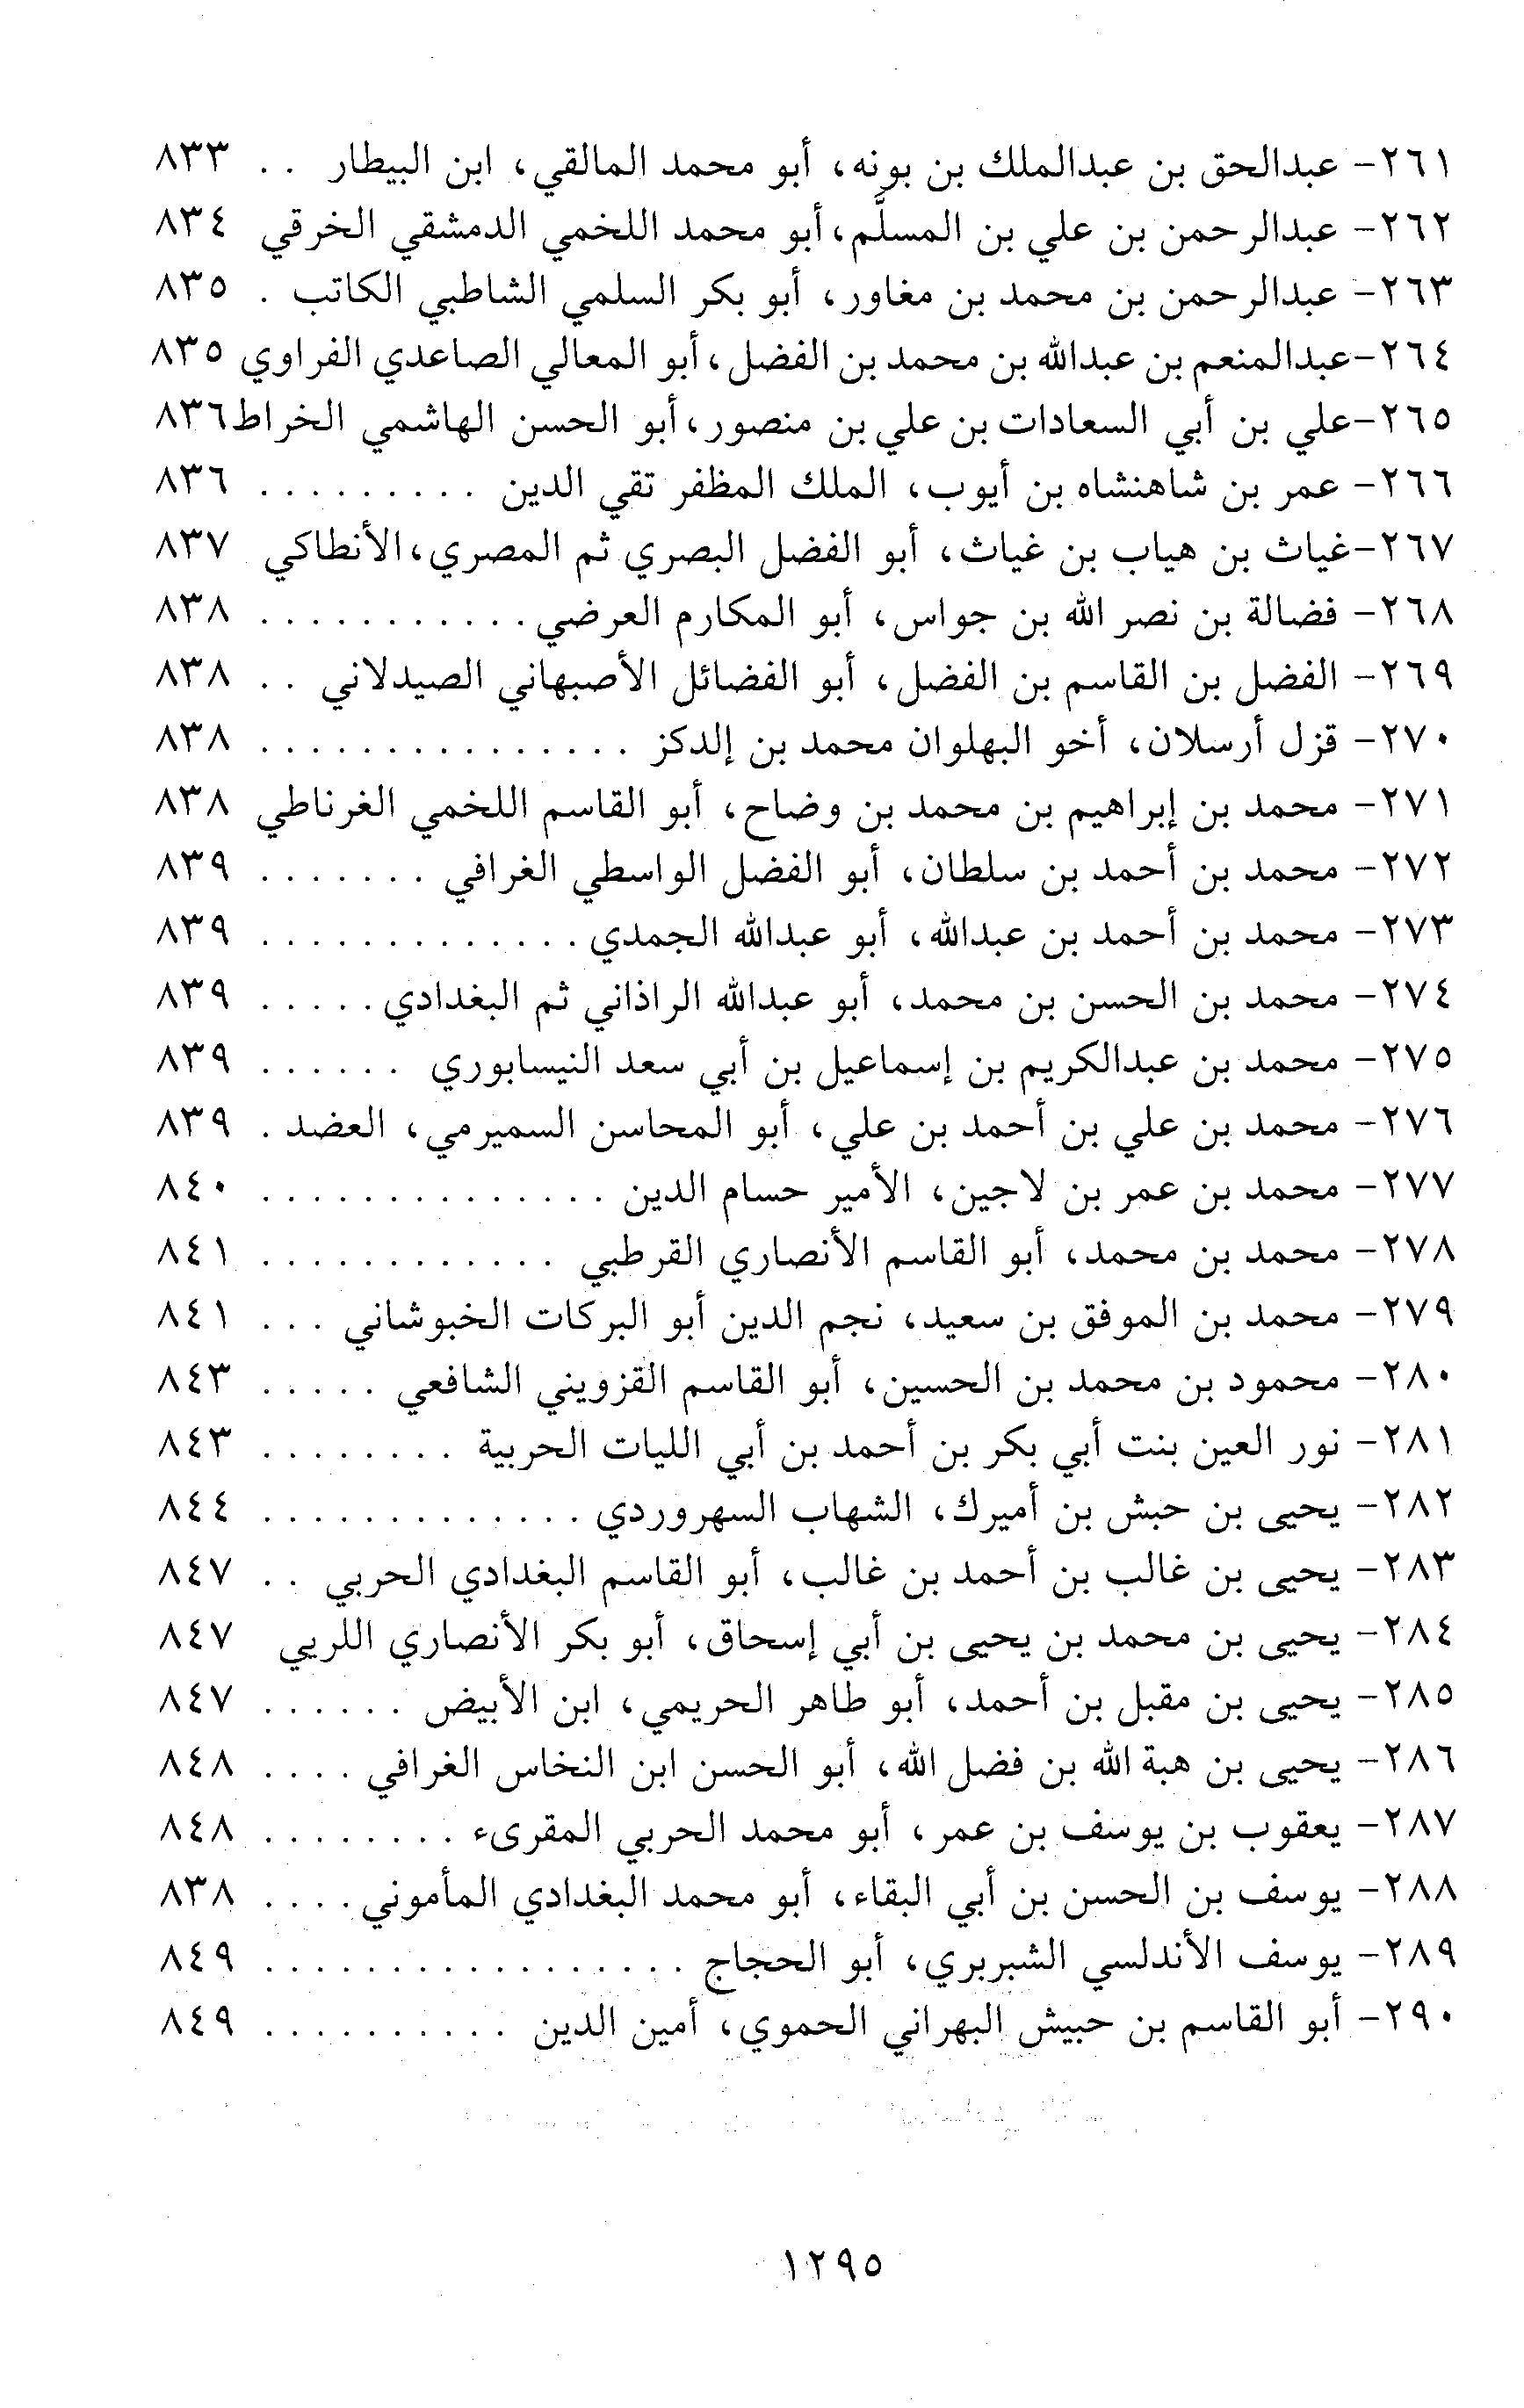 ٢٦١- عبدالحق بن عبدالملك بن بونه، أبو محمد المالقي، ابن البيطار . . ٨٣٣
٢٦٢- عبدالرحمن بن علي بن المسلَّم، أبو محمد اللخمي الدمشقي الخرقي ٨٣٤
٢٦٣- عبدالرحمن بن محمد بن مغاور، أبو بكر السلمي الشاطبي الكاتب . ٨٣٥
٢٦٤-عبدالمنعم بن عبدالله بن محمد بن الفضل، أبو المعالي الصاعدي الفراوي ٨٣٥
٢٦٥-علي بن أبي السعادات بن علي بن منصور، أبو الحسن الهاشمي الخراط٨٣٦
٢٦٦- عمر بن شاهنشاه بن أيوب، الملك المظفر تقي الدين . . . . . . . . . ٨٣٦
٢٦٧-غياث بن هياب بن غياث، أبو الفضل البصري ثم المصري، الأنطاكي ٨٣٧
٢٦٨- فضالة بن نصر الله بن جواس، أبو المكارم العرضي. . . . . . . . . . . ٨٣٨
٢٦٩- الفضل بن القاسم بن الفضل، أبو الفضائل الأصبهاني الصيدلاني . . ٨٣٨
٢٧٠- قزل أرسلان، أخو البهلوان محمد بن إلدكز . . . . . . . . . . . . . . . ٨٣٨
٢٧١- محمد بن إبراهيم بن محمد بن وضاح، أبو القاسم اللخمي الغرناطي ٨٣٨
٢٧٢- محمد بن أحمد بن سلطان، أبو الفضل الواسطي الغرافي . . . . . . . ٨٣٩
٢٧٣- محمد بن أحمد بن عبدالله، أبو عبدالله الجمدي. . . . . . . . . . . . . ٨٣٩
٢٧٤- محمد بن الحسن بن محمد، أبو عبدالله الراذاني ثم البغدادي. . . . . ٨٣٩
٢٧٥- محمد بن عبدالكريم بن إسماعيل بن أبي سعد النيسابوري . . . . . . ٨٣٩
٢٧٦- محمد بن علي بن أحمد بن علي، أبو المحاسن السميرمي، العضد . ٨٣٩
٢٧٧- محمد بن عمر بن لاجين، الأمير حسام الدين . . . . . . . . . . . . . . ٨٤٠
٢٧٨- محمد بن محمد، أبو القاسم الأنصاري القرطبي . . . . . . . . . . . . ٨٤١
٢٧٩- محمد بن الموفق بن سعيد، نجم الدين أبو البركات الخبوشاني . . . ٨٤١
٢٨٠- محمود بن محمد بن الحسين، أبو القاسم القزويني الشافعي . . . . . ٨٤٣
٢٨١- نور العين بنت أبي بكر بن أحمد بن أبي الليات الحربية . . . . . . . . ٨٤٣
٢٨٢- يحيى بن حبش بن أميرك، الشهاب السهروردي . . . . . . . . . . . . . ٨٤٤
٢٨٣- يحيى بن غالب بن أحمد بن غالب، أبو القاسم البغدادي الحربي . . ٨٤٧
٢٨٤- يحيى بن محمد بن يحيى بن أبي إسحاق، أبو بكر الأنصاري اللريي ٨٤٧
٢٨٥- يحيى بن مقبل بن أحمد، أبو طاهر الحريمي، ابن الأبيض . . . . . . ٨٤٧
٢٨٦- يحيى بن هبة الله بن فضل الله، أبو الحسن ابن النخاس الغرافي . . . . ٨٤٨
٢٨٧- يعقوب بن يوسف بن عمر، أبو محمد الحربي المقرىء . . . . . . . . ٨٤٨
٢٨٨- يوسف بن الحسن بن أبي البقاء، أبو محمد البغدادي المأموني. . . . ٨٣٨
٢٨٩- يوسف الأندلسي الشبربري، أبو الحجاج . . . . . . . . . . . . . . . . . ٨٤٩
٢٩٠- أبو القاسم بن حبيش البهراني الحموي، أمين الدين . . . . . . . . . . ٨٤٩
١٢٩٥